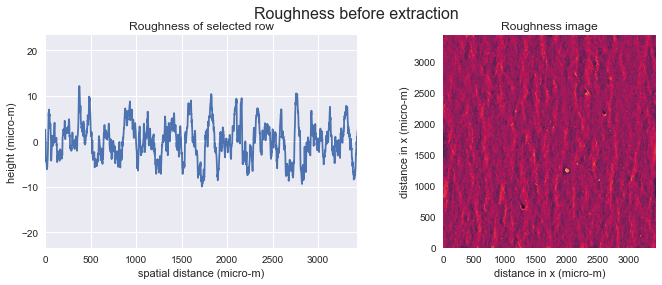 Roughness before extraction
Roughness of selected row
height (micro-m)
20
10
0
−10
−20
0 500 1000 1500 2000 2500 3000
spatial distance (micro-m)
Roughness image
distance in x (micro-m)
3000
2500
2000
1500
1000
500
0
0 500 1000 1500 2000 2500 3000
distance in x (micro-m)